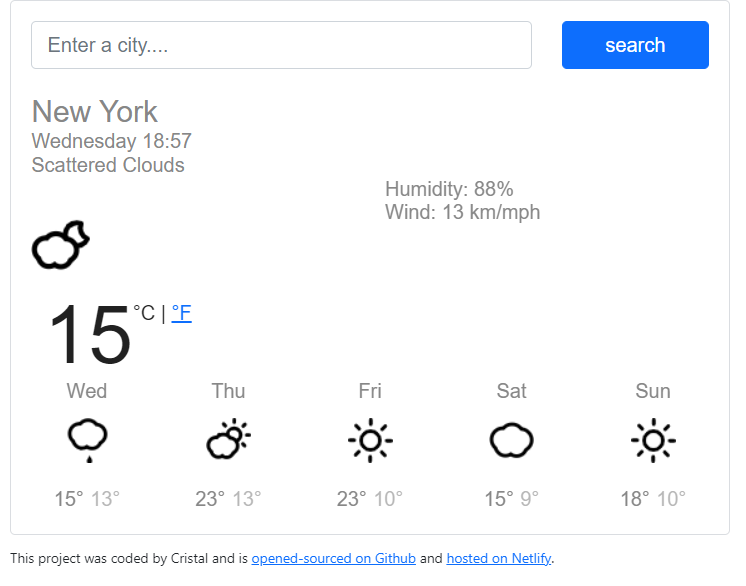 Enter a city....
search
New York
Wednesday 18:57
Scattered Clouds
Humidity: 88%
Wind: 13 km/mph
15 °C | °F
Wed Thu Fri Sat Sun
15° 13° 23° 13° 23° 10° 15° 9° 18° 10°
This project was coded by Cristal and is opened-sourced on Github and hosted on Netlify.